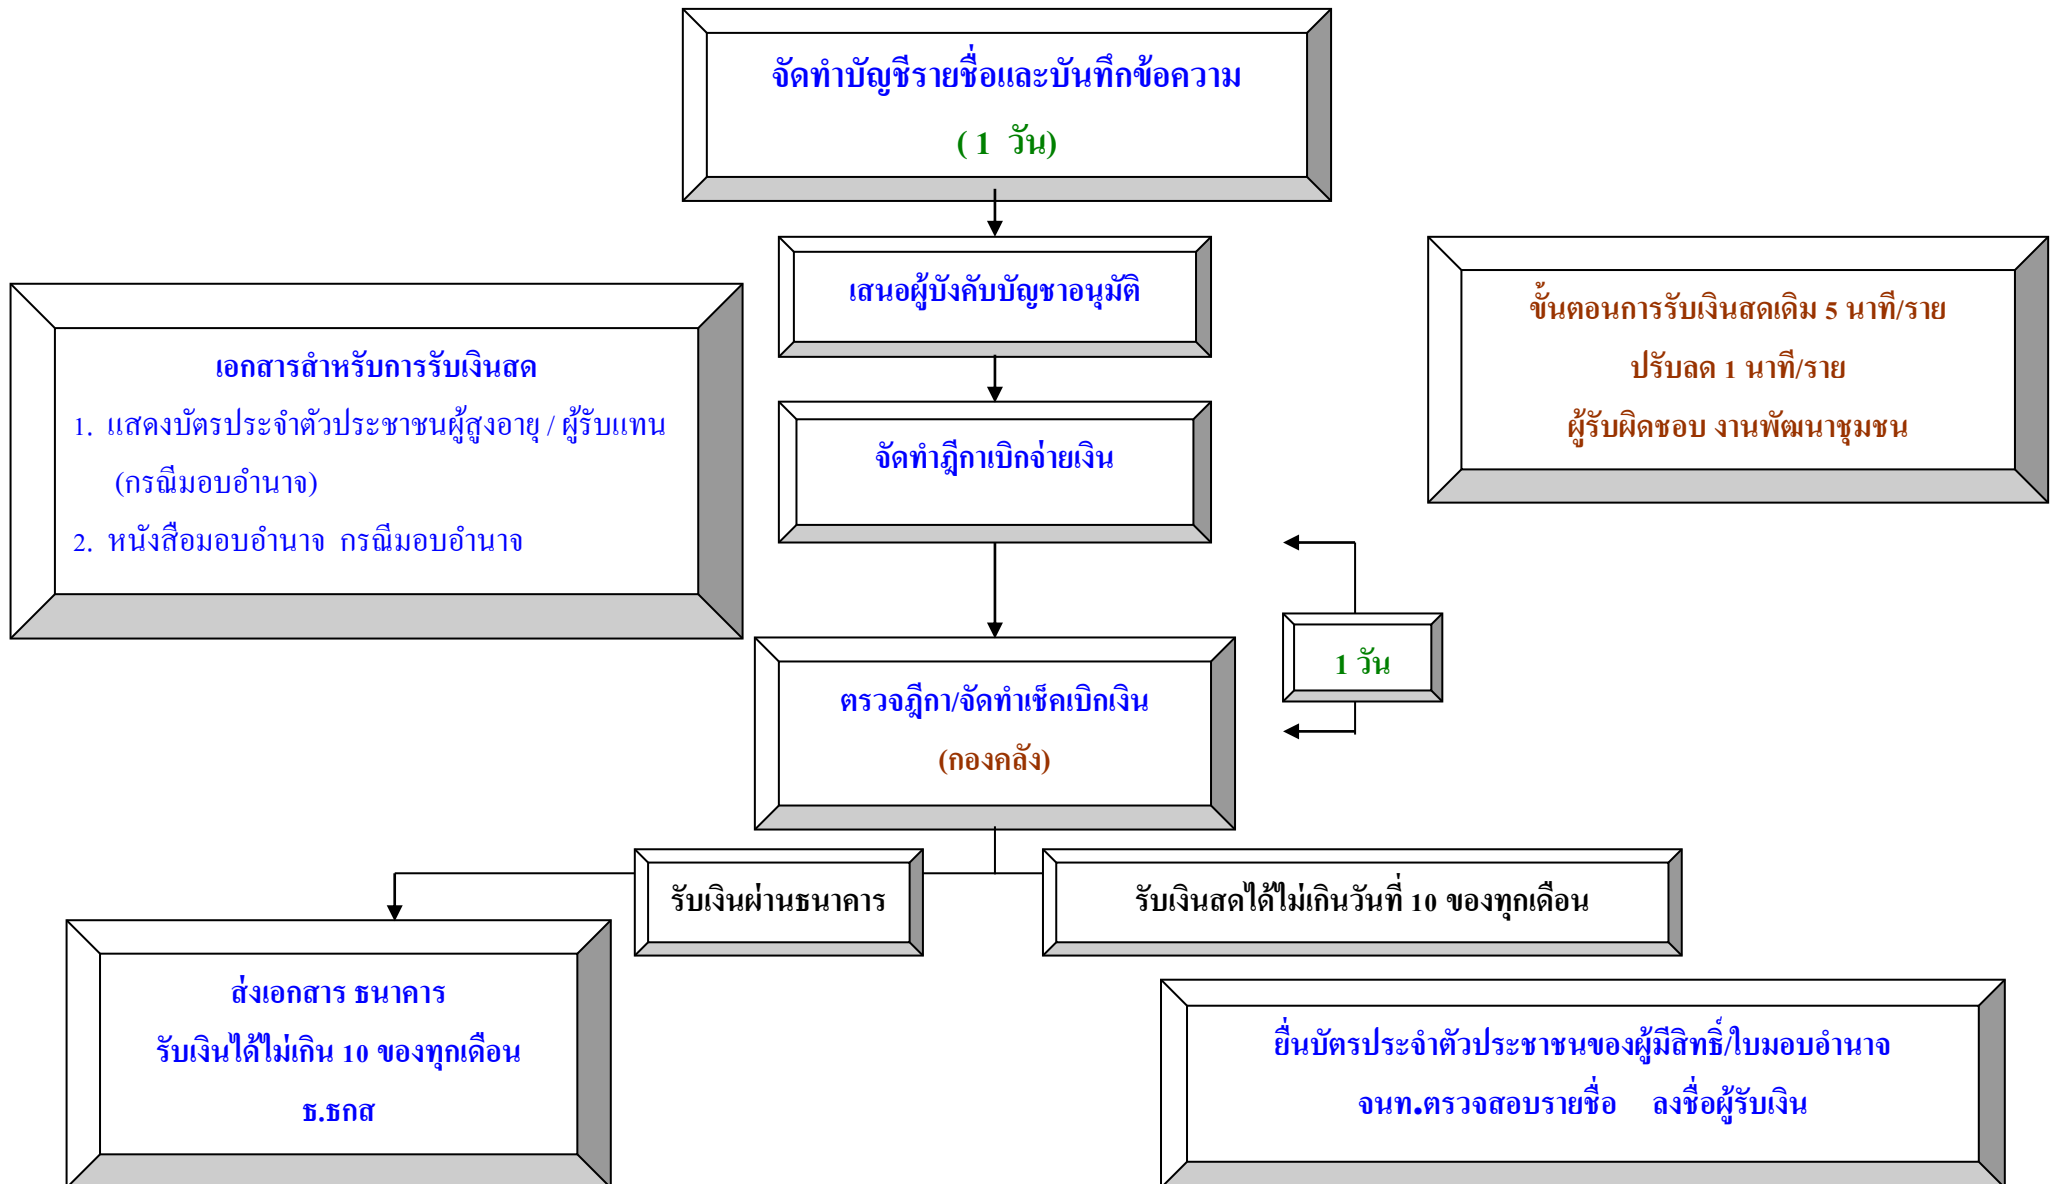 จัดทำบัญชีรายชื่อและบันทึกข้อความ
( 1 วัน)
เสนอผู้บังคับบัญชาอนุมัติ
ขั้นตอนการรับเงินสดเดิม 5 นาที/ราย
ปรับลด 1 นาที/ราย
ผู้รับผิดชอบ งานพัฒนาชุมชน
เอกสารสำหรับการรับเงินสด
1. แสดงบัตรประจำตัวประชาชนผู้สูงอายุ / ผู้รับแทน
(กรณีมอบอำนาจ)
2. หนังสือมอบอำนาจ กรณีมอบอำนาจ
จัดทำฎีกาเบิกจ่ายเงิน
1 วัน
ตรวจฎีกา/จัดทำเช็คเบิกเงิน
(กองคลัง)
รับเงินผ่านธนาคาร
รับเงินสดได้ไม่เกินวันที่ 10 ของทุกเดือน
ส่งเอกสาร ธนาคาร
รับเงินได้ไม่เกิน 10 ของทุกเดือน
ธ.ธกส
ยื่นบัตรประจำตัวประชาชนของผู้มีสิทธิ์/ใบมอบอำนาจ
จนท.ตรวจสอบรายชื่อ ลงชื่อผู้รับเงิน